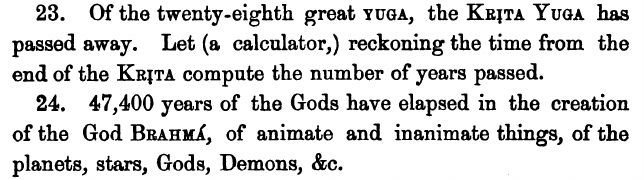 23. Of the twenty-eighth great YUGA, the KṚITA YUGA has
passed away. Let (a calculator,) reckoning the time from the
end of the KṚITA compute the number of years passed.
24. 47,400 years of the Gods have elapsed in the creation
of the God BRAHMÁ, of animate and inanimate things, of the
planets, stars, Gods, Demons, &c.